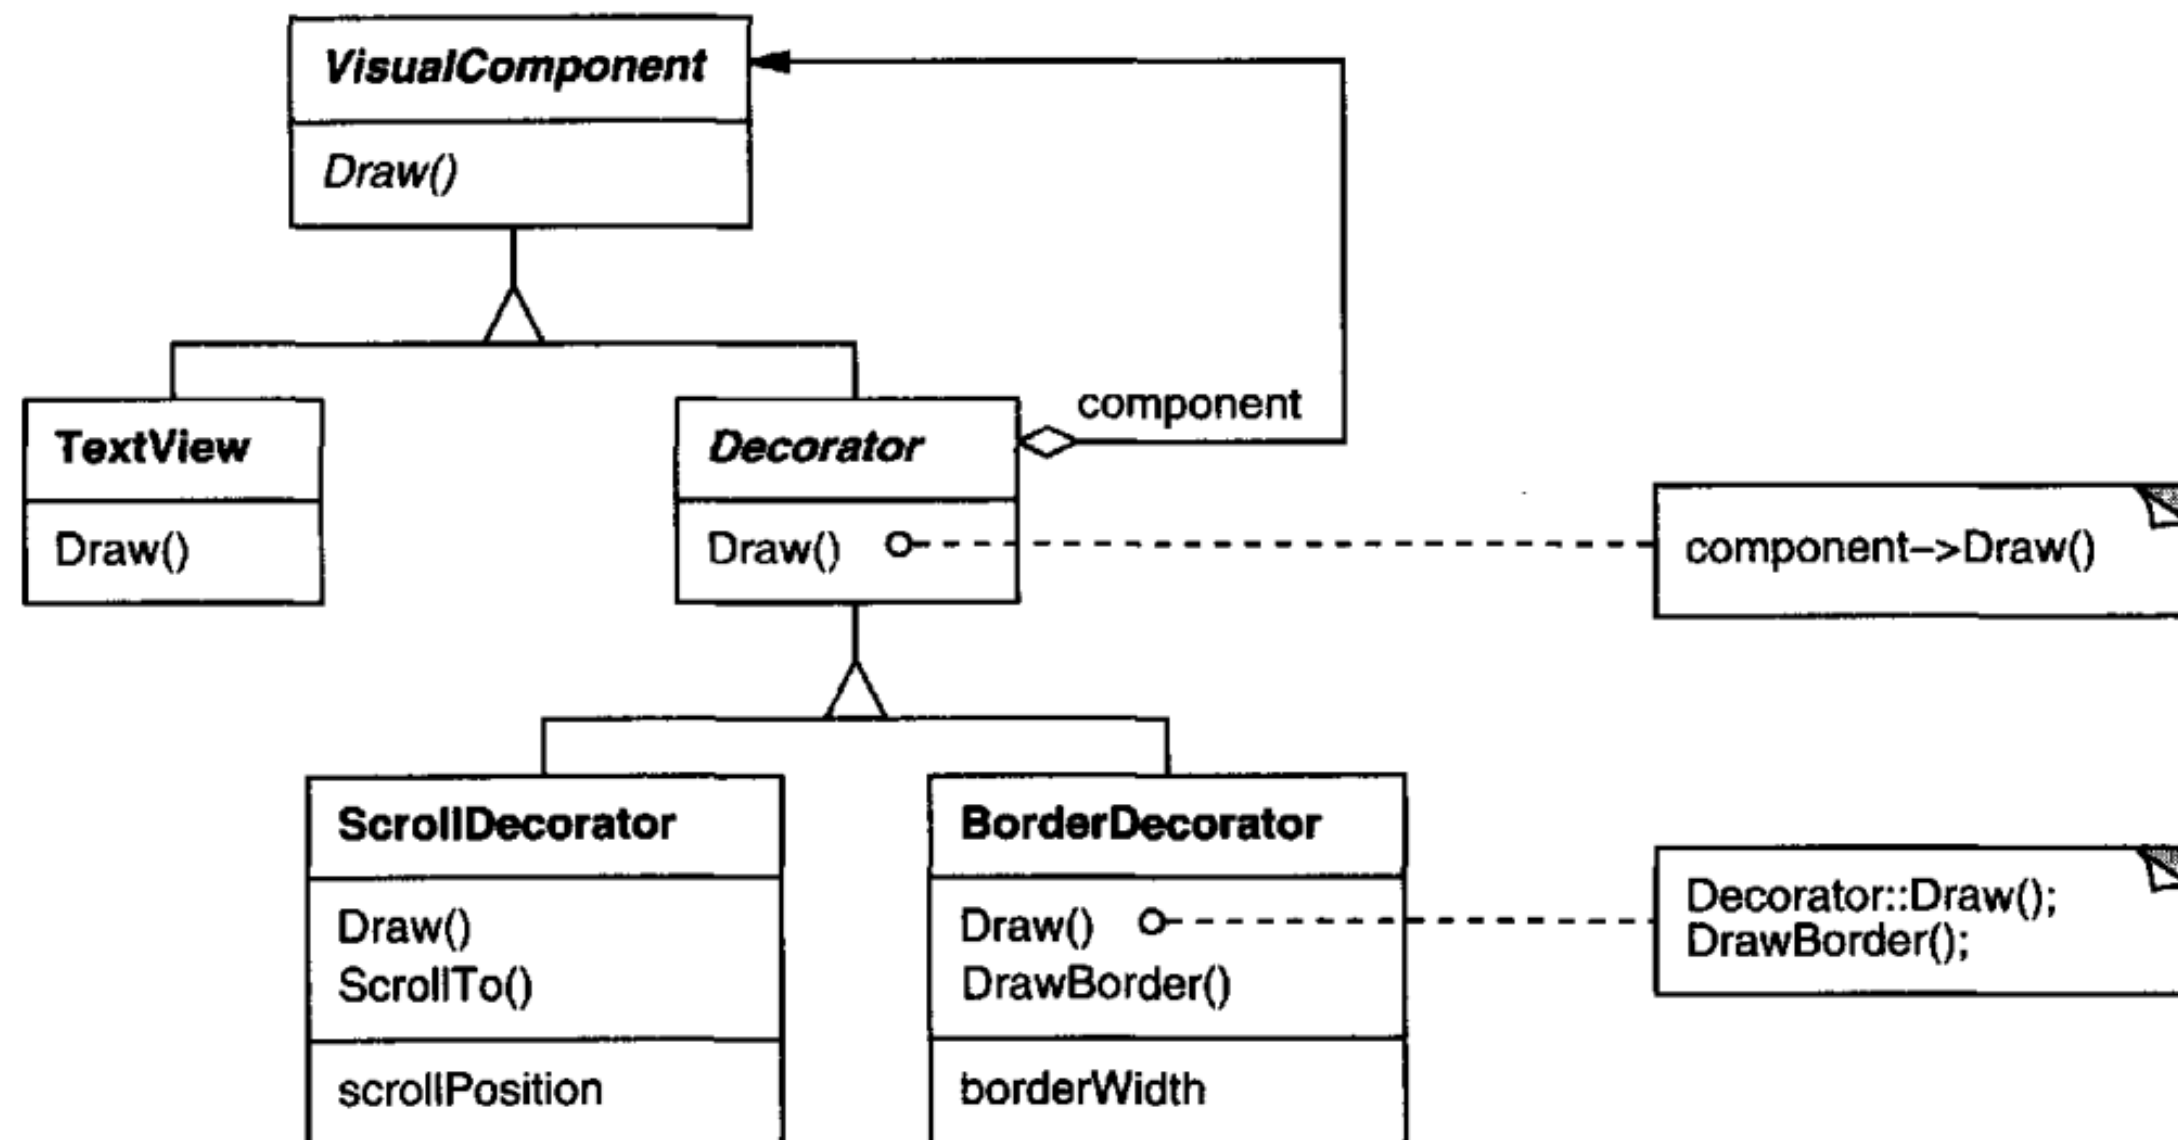 VisualComponent
Draw()
component
TextView
Draw()
Decorator
Draw()
component–>Draw()
ScrollDecorator
Draw()
ScrollTo()
scrollPosition
BorderDecorator
Draw()
DrawBorder()
borderWidth
Decorator::Draw();
DrawBorder();